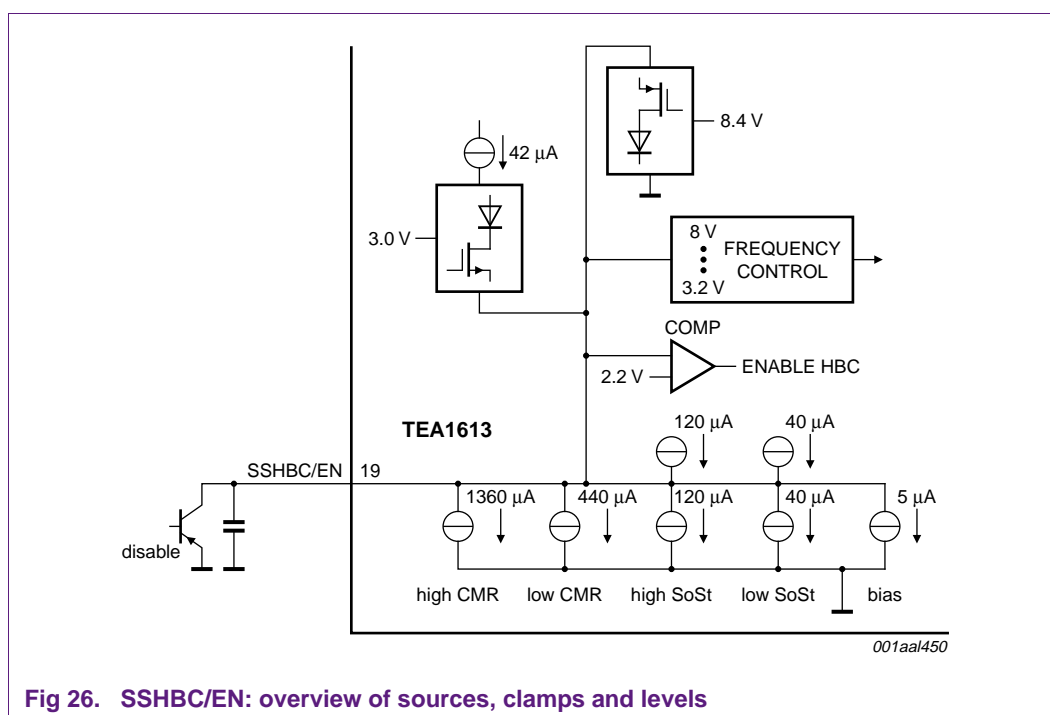 8.4 V
42 µA
3.0 V
8 V
FREQUENCY
CONTROL
3.2 V
COMP
2.2 V
ENABLE HBC
TEA1613
120 µA
40 µA
SSHBC/EN
19
1360 µA
440 µA
120 µA
40 µA
5 µA
disable
high CMR
low CMR
high SoSt
low SoSt
bias
001aal450
Fig 26. SSHBC/EN: overview of sources, clamps and levels